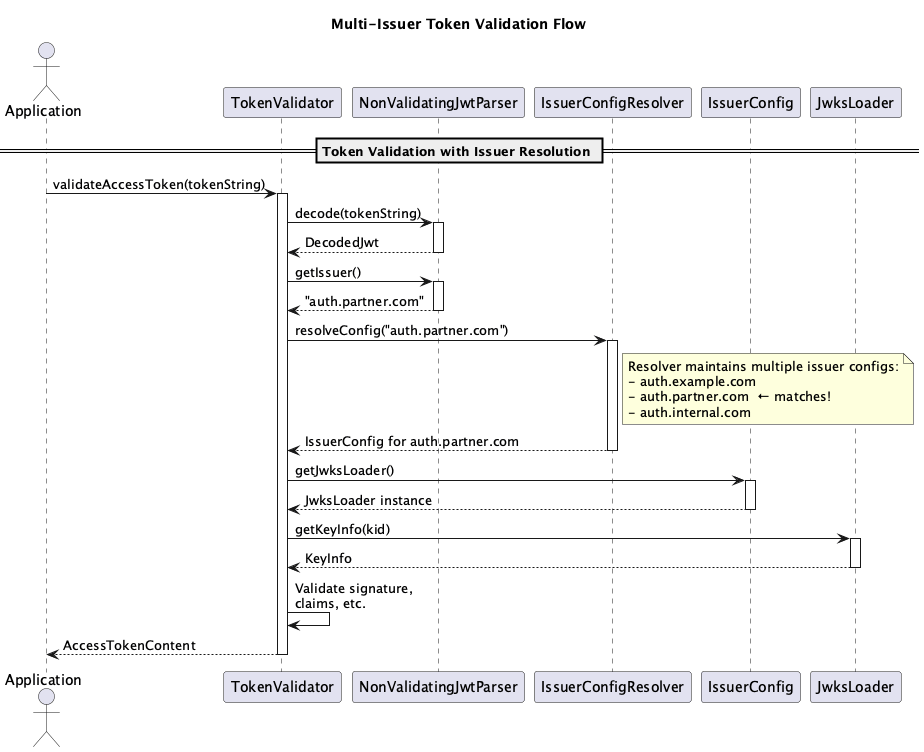 Multi-Issuer Token Validation Flow
Application
TokenValidator
NonValidatingJwtParser
IssuerConfigResolver
IssuerConfig
JwksLoader
Token Validation with Issuer Resolution
validateAccessToken(tokenString)
decode(tokenString)
DecodedJwt
getIssuer()
"auth.partner.com"
resolveConfig("auth.partner.com")
Resolver maintains multiple issuer configs:
- auth.example.com
- auth.partner.com ← matches!
- auth.internal.com
IssuerConfig for auth.partner.com
getJwksLoader()
JwksLoader instance
getKeyInfo(kid)
KeyInfo
Validate signature,
claims, etc.
AccessTokenContent
Application
TokenValidator
NonValidatingJwtParser
IssuerConfigResolver
IssuerConfig
JwksLoader